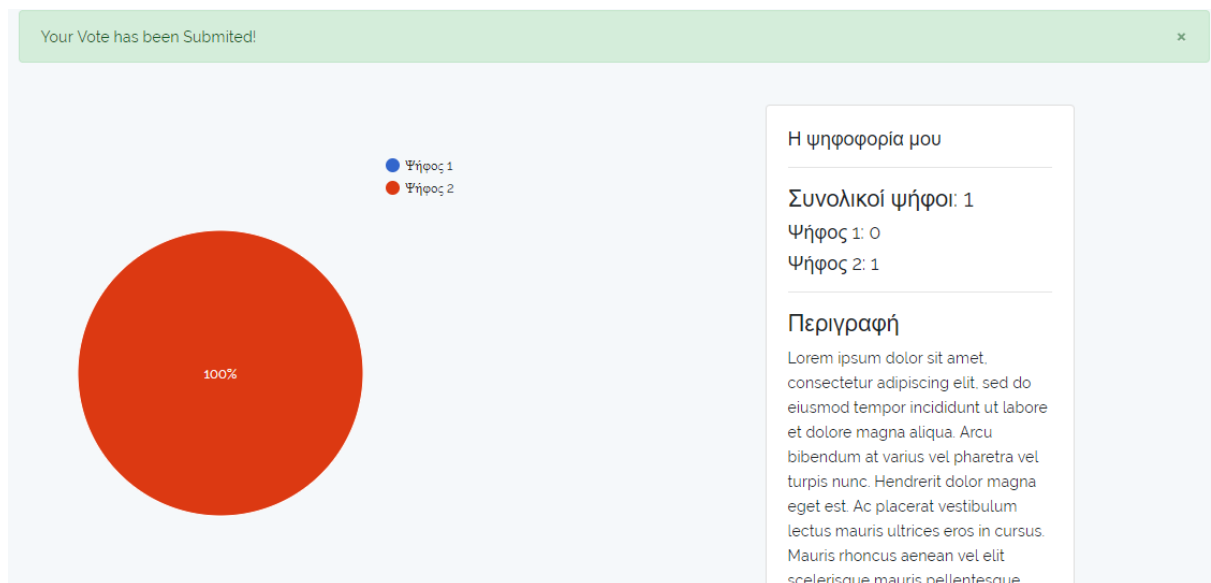 Your Vote has been Submited!
×
Ψήφος 1
Ψήφος 2
100%
Η ψηφοφορία μου
Συνολικοί ψήφοι: 1
Ψήφος 1: 0
Ψήφος 2: 1
Περιγραφή
Lorem ipsum dolor sit amet,
consectetur adipiscing elit, sed do
eiusmod tempor incididunt ut labore
et dolore magna aliqua. Arcu
bibendum at varius vel pharetra vel
turpis nunc. Hendrerit dolor magna
eget est. Ac placerat vestibulum
lectus mauris ultrices eros in cursus.
Mauris rhoncus aenean vel elit
scelerisque mauris pellentesque